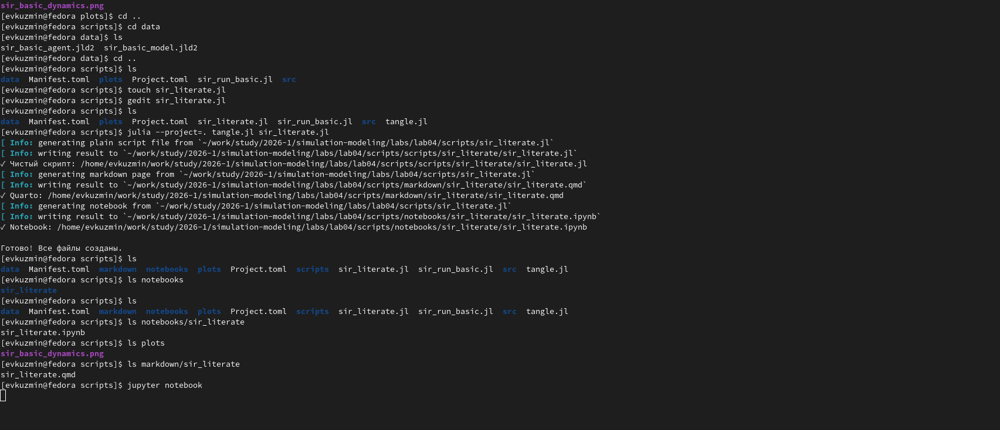 sir_basic_dynamics.png
[evkuzmin@fedora plots]$ cd ..
[evkuzmin@fedora scripts]$ cd data
[evkuzmin@fedora data]$ ls
sir_basic_agent.jld2  sir_basic_model.jld2
[evkuzmin@fedora data]$ cd ..
[evkuzmin@fedora scripts]$ ls
data  Manifest.toml  plots  Project.toml  sir_run_basic.jl  src
[evkuzmin@fedora scripts]$ touch sir_literate.jl
[evkuzmin@fedora scripts]$ gedit sir_literate.jl
[evkuzmin@fedora scripts]$ ls
data  Manifest.toml  plots  Project.toml  sir_literate.jl  sir_run_basic.jl  src  tangle.jl
[evkuzmin@fedora scripts]$ julia --project=. tangle.jl sir_literate.jl
[ Info: generating plain script file from `~/work/study/2026-1/simulation-modeling/labs/lab04/scripts/sir_literate.jl`
[ Info: writing result to `~/work/study/2026-1/simulation-modeling/labs/lab04/scripts/scripts/sir_literate/sir_literate.jl`
✓ Чистый скрипт: /home/evkuzmin/work/study/2026-1/simulation-modeling/labs/lab04/scripts/scripts/sir_literate/sir_literate.jl
[ Info: generating markdown page from `~/work/study/2026-1/simulation-modeling/labs/lab04/scripts/sir_literate.jl`
[ Info: writing result to `~/work/study/2026-1/simulation-modeling/labs/lab04/scripts/markdown/sir_literate/sir_literate.qmd`
✓ Quarto: /home/evkuzmin/work/study/2026-1/simulation-modeling/labs/lab04/scripts/markdown/sir_literate/sir_literate.qmd
[ Info: generating notebook from `~/work/study/2026-1/simulation-modeling/labs/lab04/scripts/sir_literate.jl`
[ Info: writing result to `~/work/study/2026-1/simulation-modeling/labs/lab04/scripts/notebooks/sir_literate/sir_literate.ipynb`
✓ Notebook: /home/evkuzmin/work/study/2026-1/simulation-modeling/labs/lab04/scripts/notebooks/sir_literate/sir_literate.ipynb

Готово! Все файлы созданы.
[evkuzmin@fedora scripts]$ ls
data  Manifest.toml  markdown  notebooks  plots  Project.toml  scripts  sir_literate.jl  sir_run_basic.jl  src  tangle.jl
[evkuzmin@fedora scripts]$ ls notebooks
sir_literate
[evkuzmin@fedora scripts]$ ls
data  Manifest.toml  markdown  notebooks  plots  Project.toml  scripts  sir_literate.jl  sir_run_basic.jl  src  tangle.jl
[evkuzmin@fedora scripts]$ ls notebooks/sir_literate
sir_literate.ipynb
[evkuzmin@fedora scripts]$ ls plots
sir_basic_dynamics.png
[evkuzmin@fedora scripts]$ ls markdown/sir_literate
sir_literate.qmd
[evkuzmin@fedora scripts]$ jupyter notebook